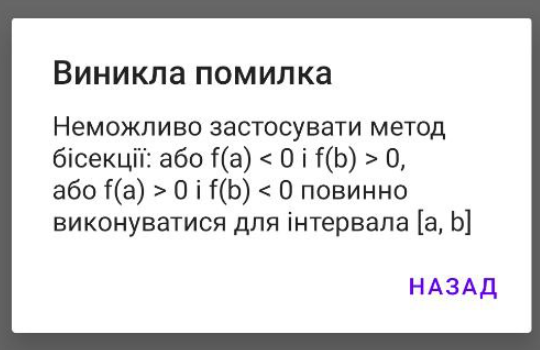 Виникла помилка
Неможливо застосувати метод
бісекції: або f(a) < 0 і f(b) > 0,
або f(a) > 0 і f(b) < 0 повинно
виконуватися для інтервала [a, b]
НАЗАД